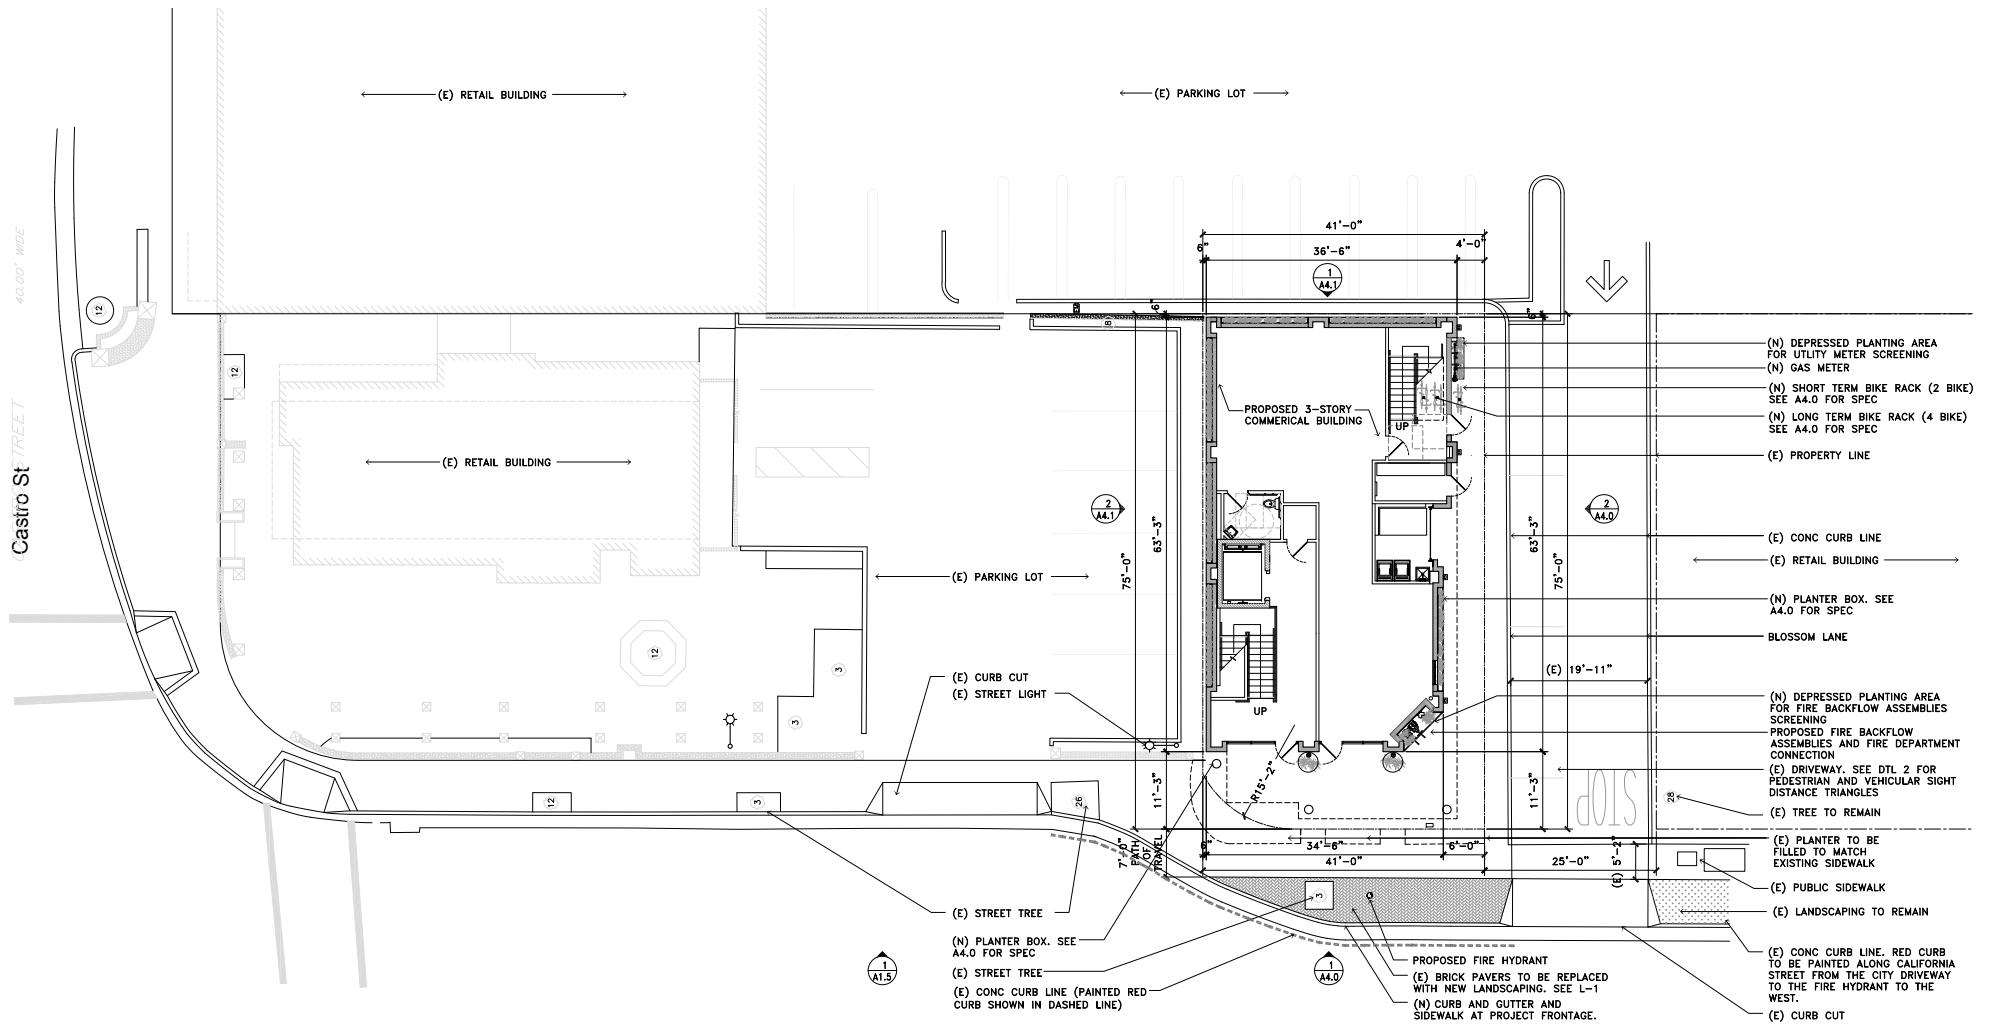 (E) RETAIL BUILDING
(E) PARKING LOT
40.00' WIDE
STREET
Castro St
12
12
(E) RETAIL BUILDING
12
3
3
12
3
26
(E) PARKING LOT
(E) CURB CUT
(E) STREET LIGHT
(8)
41'-0"
6"
36'-6"
4'-0"
1
A4.1
6"
6"
2
A4.1
63'-3"
75'-0"
PROPOSED 3-STORY
COMMERICAL BUILDING
UP
UP
63'-3"
75'-0"
2
A4.0
(E) 19'-11"
11'-3"
R15'-2"
11'-3"
7'-0"
PATH
OF
TRAVEL
6"
34'-6"
6'-0"
41'-0"
25'-0"
(E) 5'-2"
STOP
28
3
(N) DEPRESSED PLANTING AREA
FOR UTLITY METER SCREENING
(N) GAS METER
(N) SHORT TERM BIKE RACK (2 BIKE)
SEE A4.0 FOR SPEC
(N) LONG TERM BIKE RACK (4 BIKE)
SEE A4.0 FOR SPEC
(E) PROPERTY LINE
(E) CONC CURB LINE
(E) RETAIL BUILDING
(N) PLANTER BOX. SEE
A4.0 FOR SPEC
BLOSSOM LANE
(N) DEPRESSED PLANTING AREA
FOR FIRE BACKFLOW ASSEMBLIES
SCREENING
PROPOSED FIRE BACKFLOW
ASSEMBLIES AND FIRE DEPARTMENT
CONNECTION
(E) DRIVEWAY. SEE DTL 2 FOR
PEDESTRIAN AND VEHICULAR SIGHT
DISTANCE TRIANGLES
(E) TREE TO REMAIN
(E) PLANTER TO BE
FILLED TO MATCH
EXISTING SIDEWALK
(E) PUBLIC SIDEWALK
(E) LANDSCAPING TO REMAIN
(E) CONC CURB LINE. RED CURB
TO BE PAINTED ALONG CALIFORNIA
STREET FROM THE CITY DRIVEWAY
TO THE FIRE HYDRANT TO THE
WEST.
(E) CURB CUT
(E) STREET TREE
(N) PLANTER BOX. SEE
A4.0 FOR SPEC
(E) STREET TREE
(E) CONC CURB LINE (PAINTED RED
CURB SHOWN IN DASHED LINE)
1
A1.5
1
A4.0
PROPOSED FIRE HYDRANT
(E) BRICK PAVERS TO BE REPLACED
WITH NEW LANDSCAPING. SEE L-1
(N) CURB AND GUTTER AND
SIDEWALK AT PROJECT FRONTAGE.